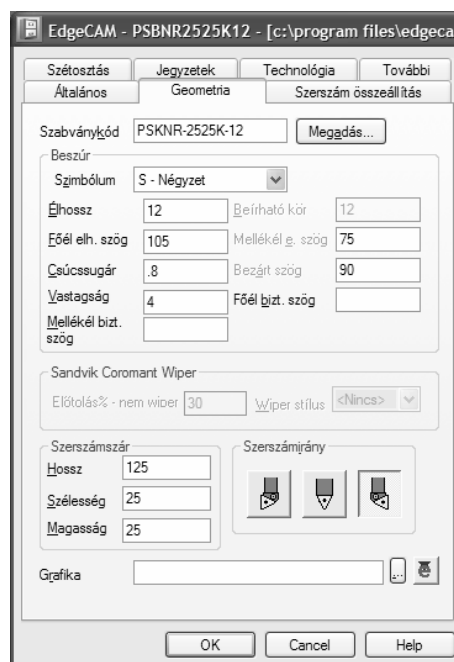 EdgeCAM - PSBNR2525K12 - [c:\program files\edgeca
Szétosztás Jegyzetek Technológia További
Általános Geometria Szerszám összeállítás
Szabványkód PSKNR-2525K-12 Megadás...
Beszúr
Szimbólum S - Négyzet
Élhossz 12 Beírható kör 12
Főél elh. szög 105 Mellékél e. szög 75
Csúcssugár .8 Bezárt szög 90
Vastagság 4 Főél bizt. szög
Mellékél bizt. szög
Sandvik Coromant Wiper
Előtolás% - nem wiper 30 Wiper stílus <Nincs>
Szerszámszár Szerszámirány
Hossz 125
Szélesség 25
Magasság 25
Grafika ...
OK Cancel Help